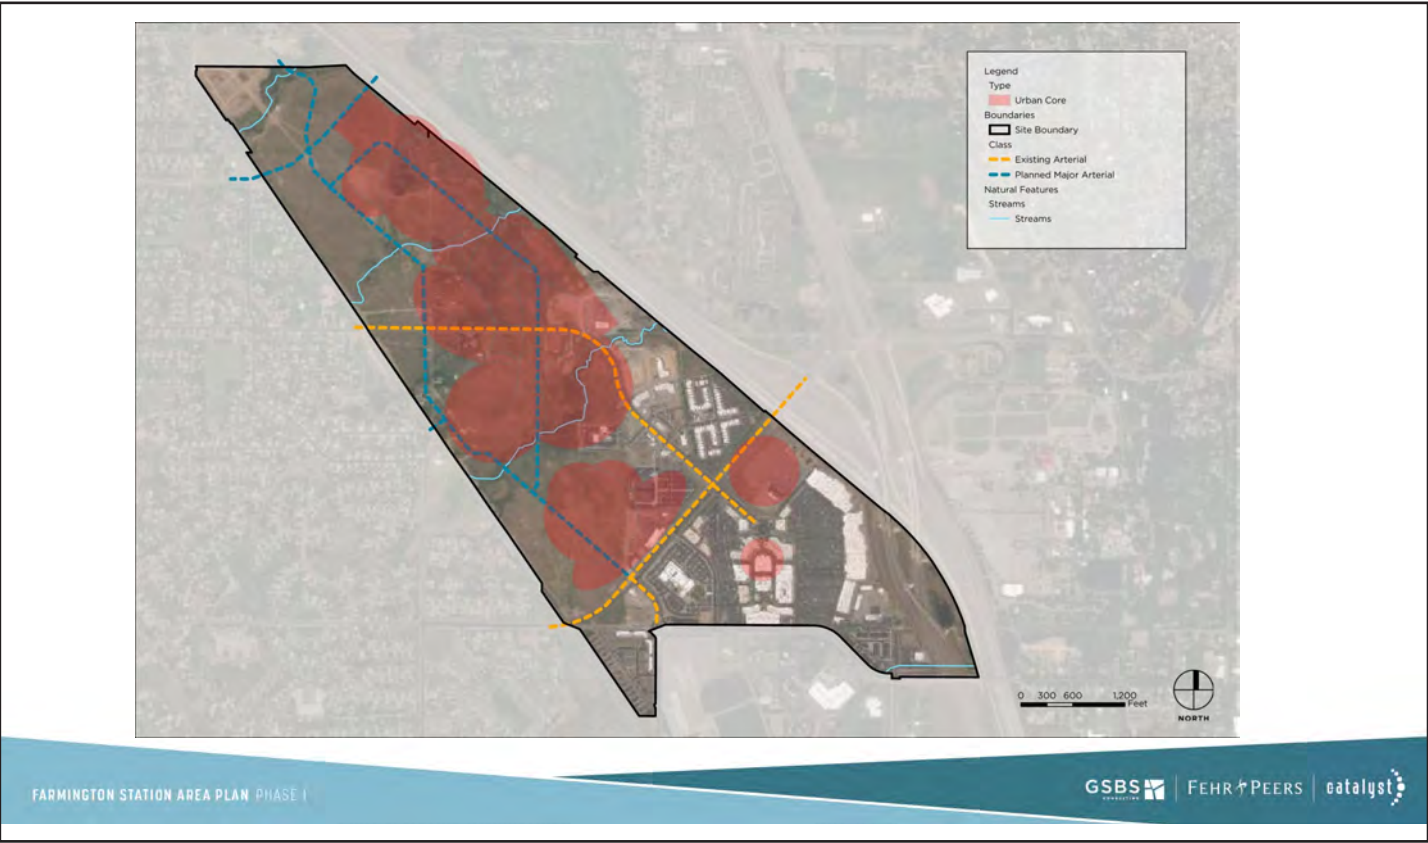 Legend
Type
Urban Core
Boundaries
Site Boundary
Class
Existing Arterial
Planned Major Arterial
Natural Features
Streams
Streams
0 300 600 1,200
Feet
NORTH
FARMINGTON STATION AREA PLAN PHASE I
GSBS
CONSULTING
FEHR PEERS
catalyst